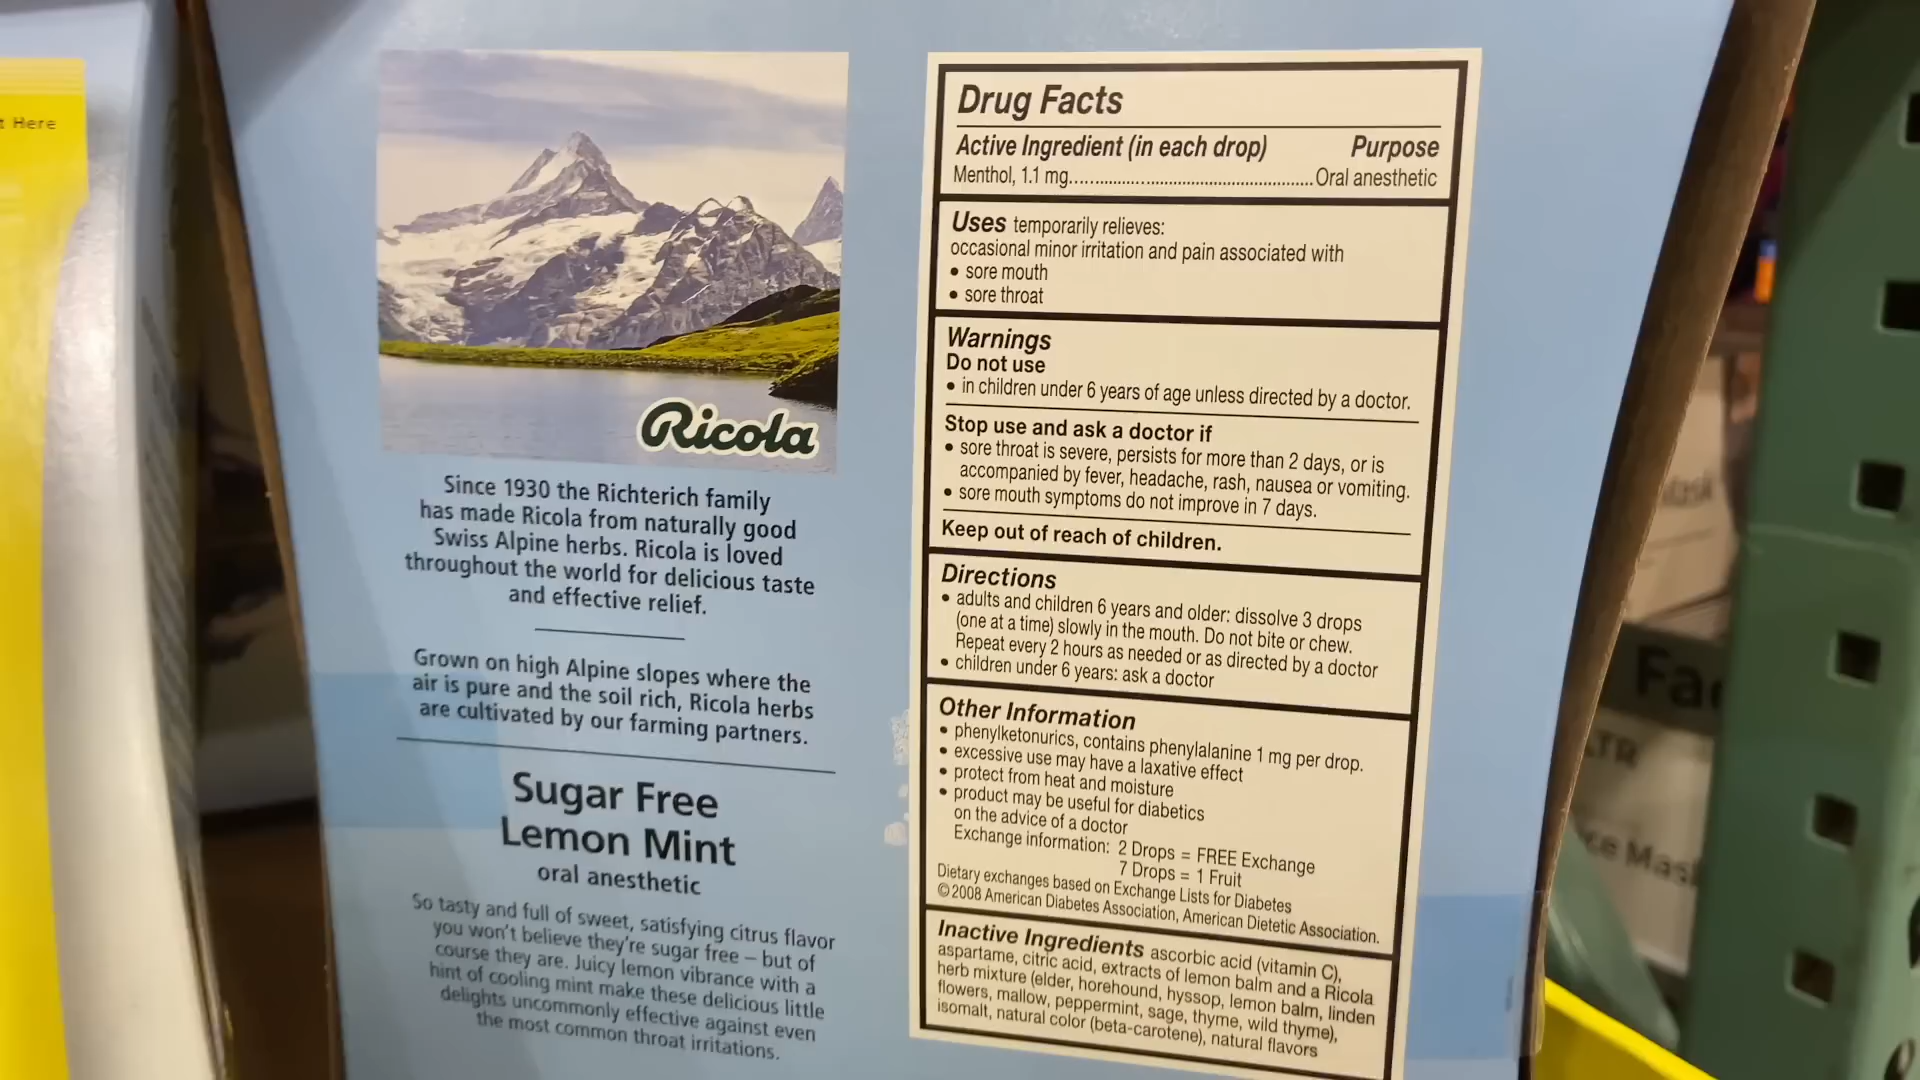 t Here
Ricola
Since 1930 the Richterich family
has made Ricola from naturally good
Swiss Alpine herbs. Ricola is loved
throughout the world for delicious taste
and effective relief.
Grown on high Alpine slopes where the
air is pure and the soil rich, Ricola herbs
are cultivated by our farming partners.
Sugar Free
Lemon Mint
oral anesthetic
So tasty and full of sweet, satisfying citrus flavor
you won't believe they're sugar free – but of
course they are. Juicy lemon vibrance with a
hint of cooling mint make these delicious little
delights uncommonly effective against even
the most common throat irritations.
Drug Facts
Active Ingredient (in each drop) Purpose
Menthol, 1.1 mg.................................................Oral anesthetic
Uses temporarily relieves:
occasional minor irritation and pain associated with
• sore mouth
• sore throat
Warnings
Do not use
• in children under 6 years of age unless directed by a doctor.
Stop use and ask a doctor if
• sore throat is severe, persists for more than 2 days, or is
accompanied by fever, headache, rash, nausea or vomiting.
• sore mouth symptoms do not improve in 7 days.
Keep out of reach of children.
Directions
• adults and children 6 years and older: dissolve 3 drops
(one at a time) slowly in the mouth. Do not bite or chew.
Repeat every 2 hours as needed or as directed by a doctor
• children under 6 years: ask a doctor
Other Information
• phenylketonurics, contains phenylalanine 1 mg per drop.
• excessive use may have a laxative effect
• protect from heat and moisture
• product may be useful for diabetics
on the advice of a doctor
Exchange information: 2 Drops = FREE Exchange
7 Drops = 1 Fruit
Dietary exchanges based on Exchange Lists for Diabetes
©2008 American Diabetes Association, American Dietetic Association.
Inactive Ingredients ascorbic acid (vitamin C),
aspartame, citric acid, extracts of lemon balm and a Ricola
herb mixture (elder, horehound, hyssop, lemon balm, linden
flowers, mallow, peppermint, sage, thyme, wild thyme),
isomalt, natural color (beta-carotene), natural flavors
Fa
LTR
ce Mas